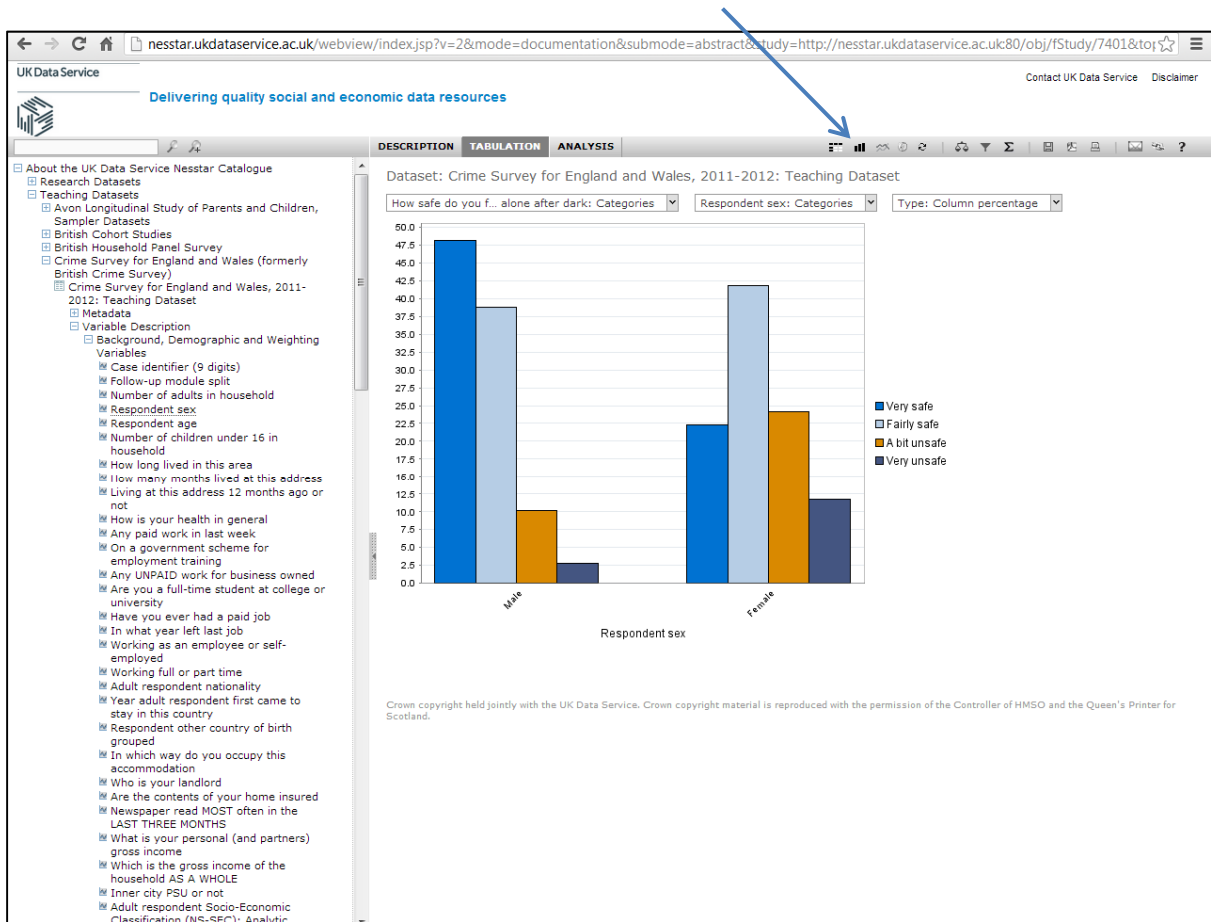 nesstar.ukdataservice.ac.uk/webview/index.jsp?v=2&mode=documentation&submode=abstract&study=http://nesstar.ukdataservice.ac.uk:80/obj/fStudy/7401&top
UK Data Service
Contact UK Data Service Disclaimer
Delivering quality social and economic data resources
DESCRIPTION TABULATION ANALYSIS
About the UK Data Service Nesstar Catalogue
Research Datasets
Teaching Datasets
Avon Longitudinal Study of Parents and Children,
Sampler Datasets
British Cohort Studies
British Household Panel Survey
Crime Survey for England and Wales (formerly
British Crime Survey)
Crime Survey for England and Wales, 2011-
2012: Teaching Dataset
Metadata
Variable Description
Background, Demographic and Weighting
Variables
Case identifier (9 digits)
Follow-up module split
Number of adults in household
Respondent sex
Respondent age
Number of children under 16 in
household
How long lived in this area
How many months lived at this address
Living at this address 12 months ago or
not
How is your health in general
Any paid work in last week
On a government scheme for
employment training
Any UNPAID work for business owned
Are you a full-time student at college or
university
Have you ever had a paid job
In what year left last job
Working as an employee or self-
employed
Working full or part time
Adult respondent nationality
Year adult respondent first came to
stay in this country
Respondent other country of birth
grouped
In which way do you occupy this
accommodation
Who is your landlord
Are the contents of your home insured
Newspaper read MOST often in the
LAST THREE MONTHS
What is your personal (and partners)
gross income
Which is the gross income of the
household AS A WHOLE
Inner city PSU or not
Adult respondent Socio-Economic
Classification (NS-SEC): Analytic
Dataset: Crime Survey for England and Wales, 2011-2012: Teaching Dataset
How safe do you f... alone after dark: Categories
Respondent sex: Categories
Type: Column percentage
50.0
47.5
45.0
42.5
40.0
37.5
35.0
32.5
30.0
27.5
25.0
22.5
20.0
17.5
15.0
12.5
10.0
7.5
5.0
2.5
0.0
Male
Female
Respondent sex
Very safe
Fairly safe
A bit unsafe
Very unsafe
Crown copyright held jointly with the UK Data Service. Crown copyright material is reproduced with the permission of the Controller of HMSO and the Queen's Printer for
Scotland.